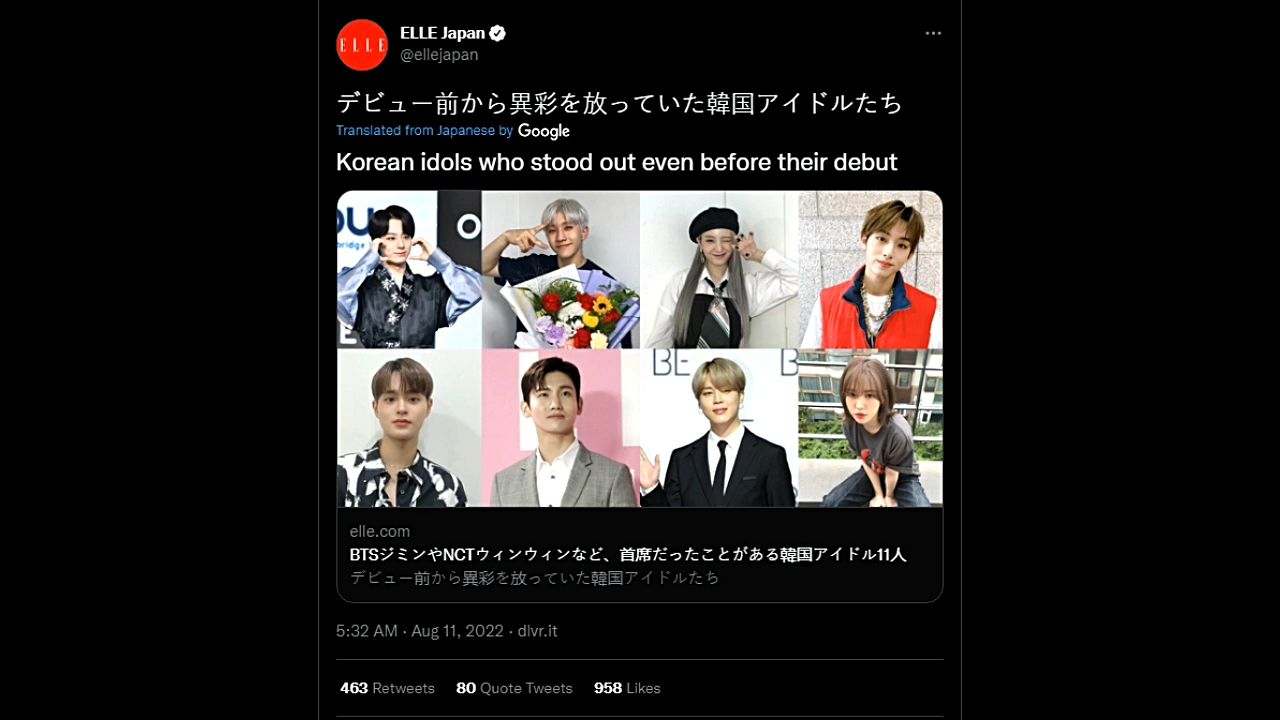 ELLE
ELLE Japan
@ellejapan
デビュー前から異彩を放っていた韓国アイドルたち
Translated from Japanese by Google
Korean idols who stood out even before their debut
OU
bridge
O
E
BE
B
elle.com
BTSジミンやNCTウィンウィンなど、首席だったことがある韓国アイドル11人
デビュー前から異彩を放っていた韓国アイドルたち
5:32 AM · Aug 11, 2022 · dlvr.it
463 Retweets 80 Quote Tweets 958 Likes